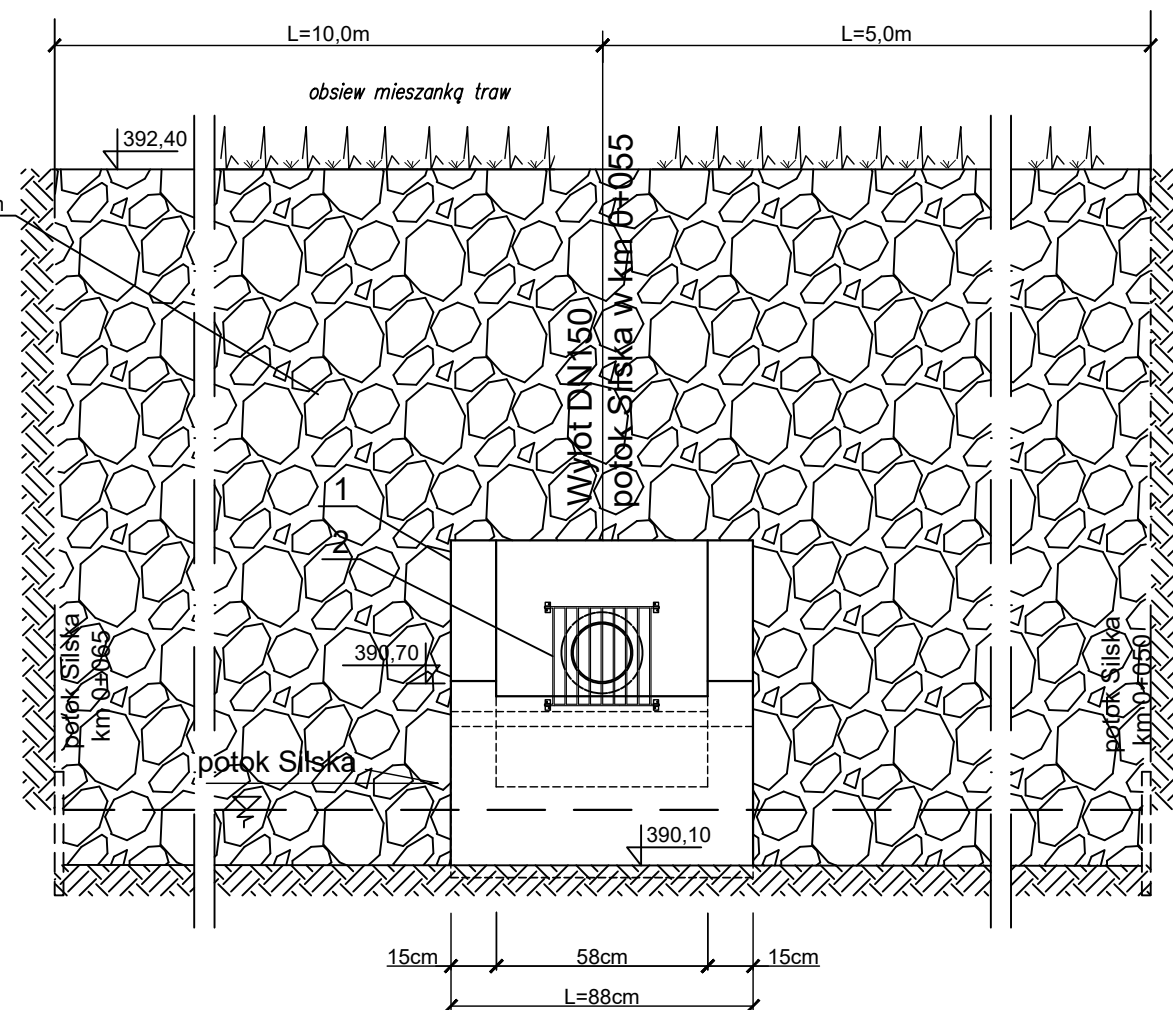 L=10,0m
L=5,0m
obsiew mieszanką traw
392,40
Wylot DN150
potok Silska w km 0+055
1
2
390,70
potok Silska
km 0+065
potok Silska
km 0+050
potok Silska
390,10
15cm
58cm
15cm
L=88cm